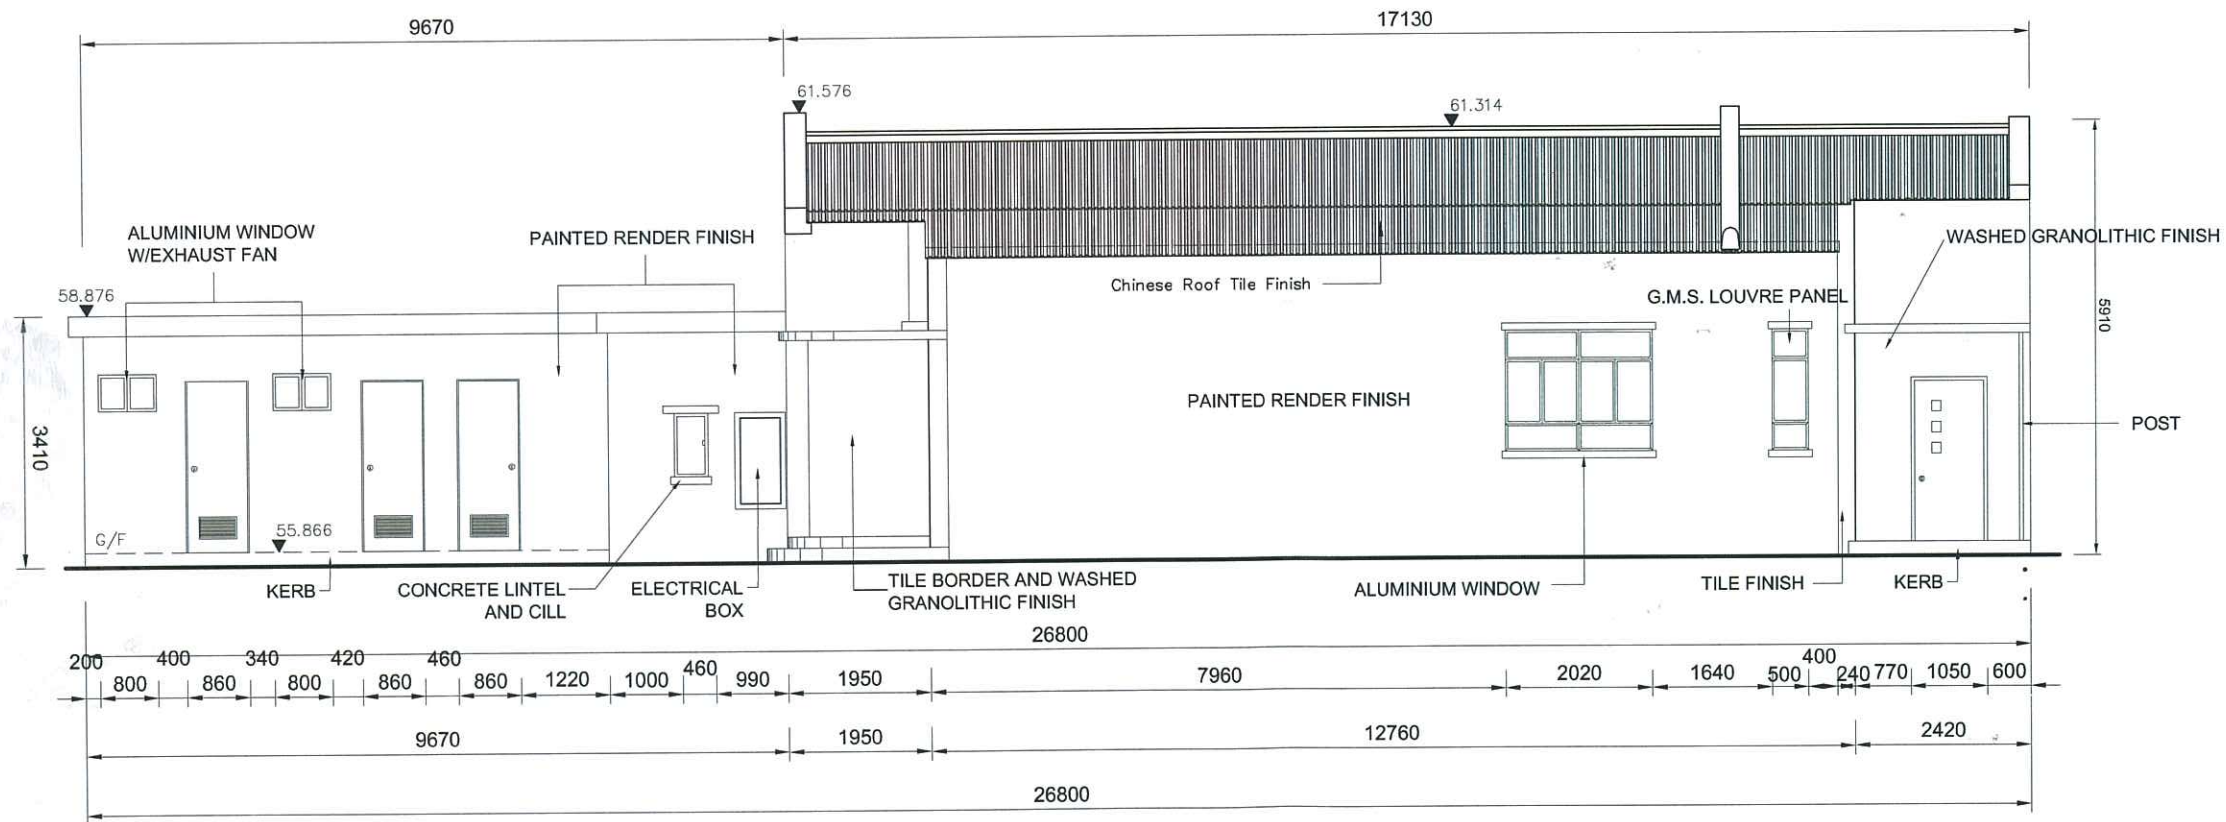 9670
17130
61.576
61.314
ALUMINIUM WINDOW
W/EXHAUST FAN
PAINTED RENDER FINISH
WASHED GRANOLITHIC FINISH
58.876
Chinese Roof Tile Finish
G.M.S. LOUVRE PANEL
5910
PAINTED RENDER FINISH
POST
3410
G/F
55.866
KERB
CONCRETE LINTEL
AND CILL
ELECTRICAL
BOX
TILE BORDER AND WASHED
GRANOLITHIC FINISH
ALUMINIUM WINDOW
TILE FINISH
KERB
26800
200 400 340 420 460 460 400
800 860 800 860 860 1220 1000 990 1950 7960 2020 1640 500 240 770 1050 600
9670 1950 12760 2420
26800